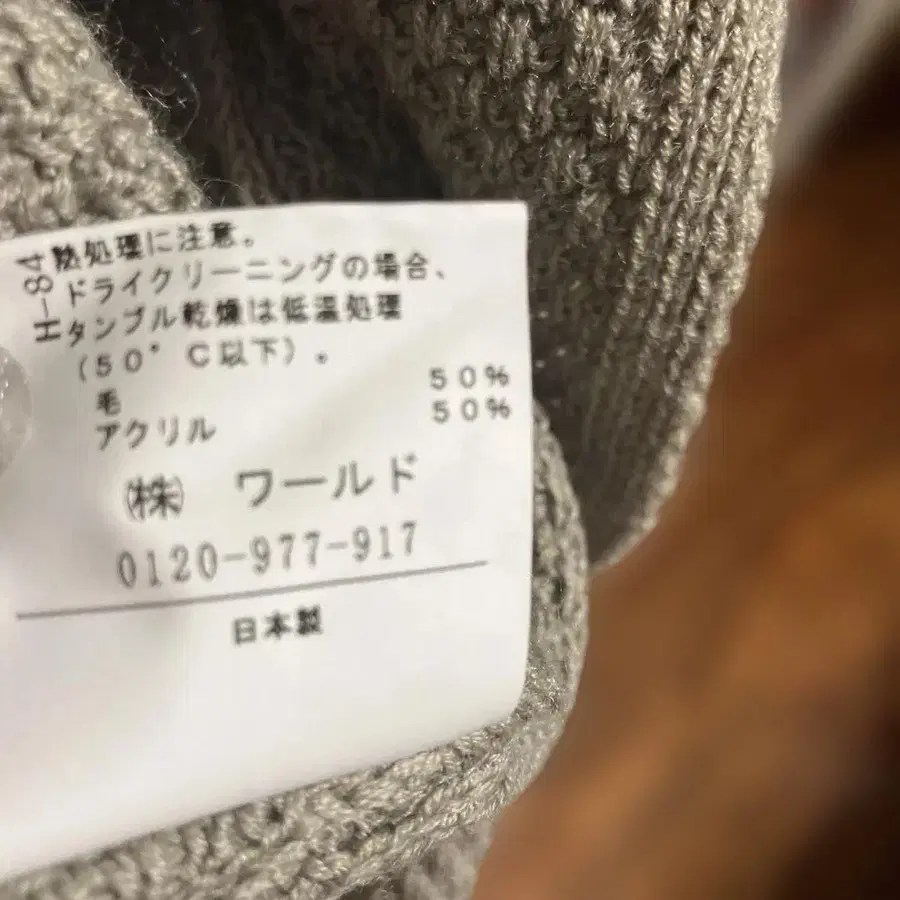 H-84
熱処理に注意。
ドライクリーニングの場合、
タンブル乾燥は低温処理
(50°C以下)。
毛 50%
アクリル 50%
㈱ ワールド
0120-977-917
日本製